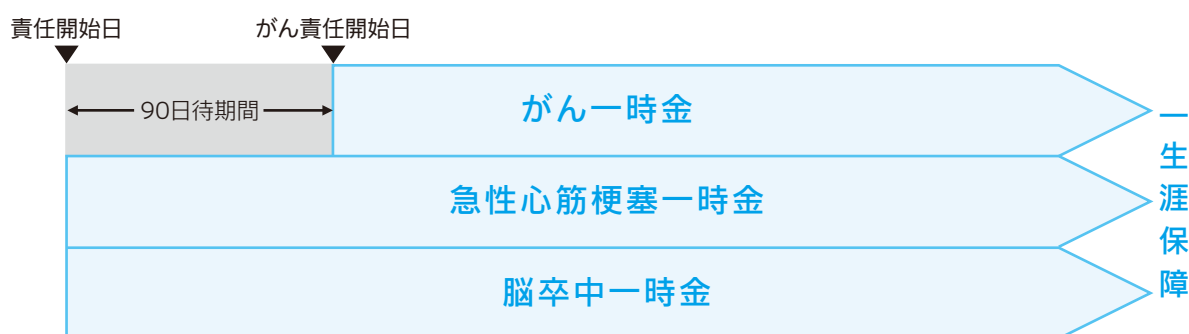 責任開始日
がん責任開始日
90日待期間
がん一時金
急性心筋梗塞一時金
脳卒中一時金
一生涯保障